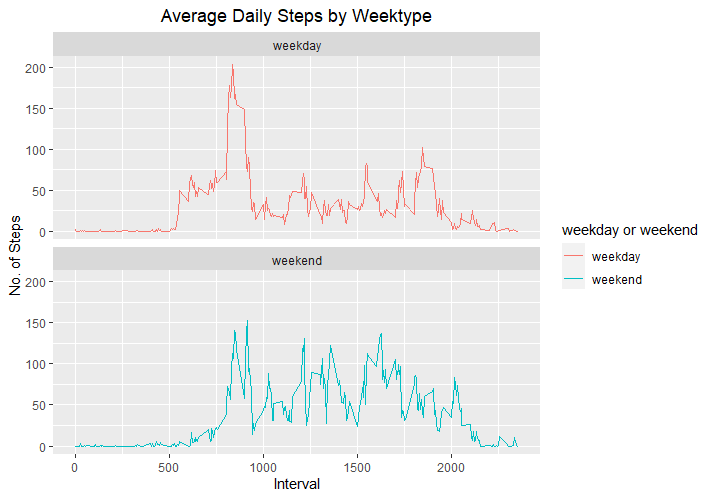 Average Daily Steps by Weektype
weekday
200
150
100
50
0
weekend
200
150
100
50
0
No. of Steps
0
500
1000
1500
2000
Interval
weekday or weekend
weekday
weekend